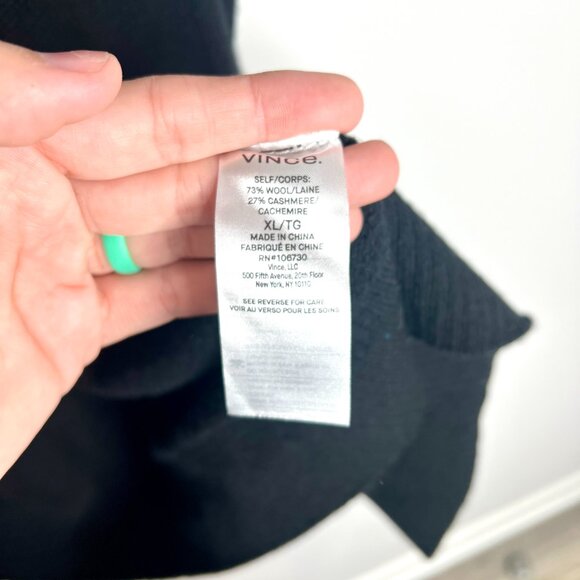 VINCE.
SELF/CORPS:
73% WOOL/LAINE
27% CASHMERE/
CACHEMIRE
XL/TG
MADE IN CHINA
FABRIQUÉ EN CHINE
RN#106730
Vince, LLC
500 Fifth Avenue, 20th Floor
New York, NY 10110
SEE REVERSE FOR CARE
VOIR AU VERSO POUR LES SOINS